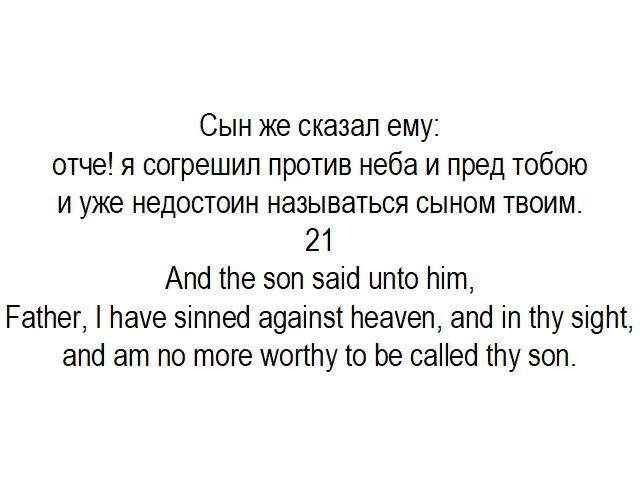 Сын же сказал ему:
отче! я согрешил против неба и пред тобою
и уже недостоин называться сыном твоим.
21
And the son said unto him,
Father, I have sinned against heaven, and in thy sight,
and am no more worthy to be called thy son.